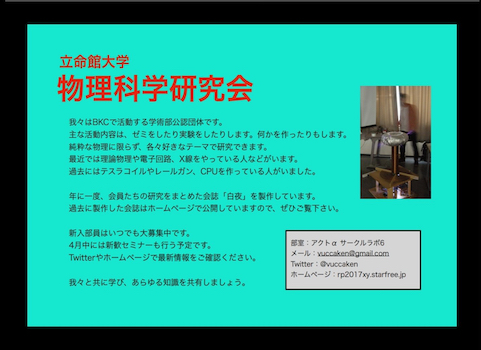 立命館大学
物理科学研究会
我々はBKCで活動する学術部公認団体です。
主な活動内容は、ゼミをしたり実験をしたりします。何かを作ったりもします。
純粋な物理に限らず、各々好きなテーマで研究できます。
最近では理論物理や電子回路、X線をやっている人などがいます。
過去にはテスラコイルやレールガン、CPUを作っている人がいました。
年に一度、会員たちの研究をまとめた会誌「白夜」を製作しています。
過去に製作した会誌はホームページで公開していますので、ぜひご覧下さい。
新入部員はいつでも大募集中です。
4月中には新歓セミナーも行う予定です。
Twitterやホームページで最新情報をご確認ください。
我々と共に学び、あらゆる知識を共有しましょう。
部室：アクトα サークルラボ6
メール：vuccaken@gmail.com
Twitter：@vuccaken
ホームページ：rp2017xy.starfree.jp